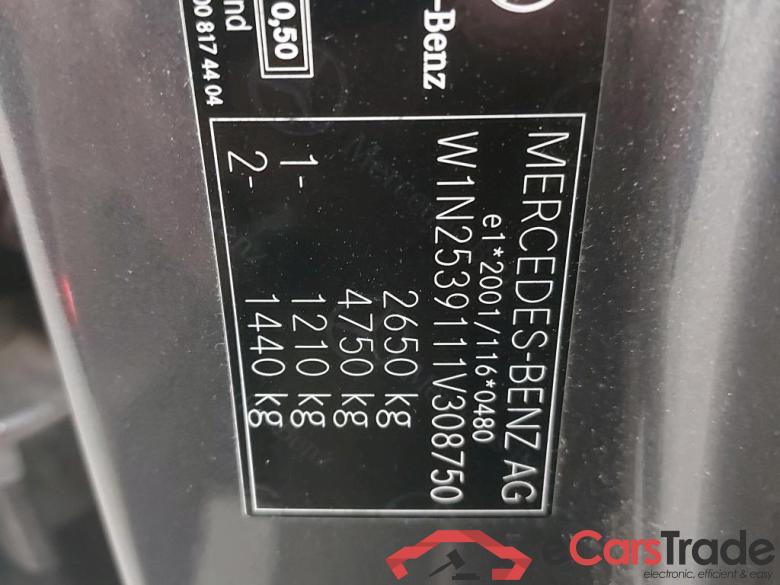 -Benz
0,50
nd
00 817 44 04
MERCEDES-BENZ AG
e1*2001/116*0480
W1N2539111V308750
2650 kg
4750 kg
1- 1210 kg
2- 1440 kg
eCarsTrade
electronic, efficient & easy